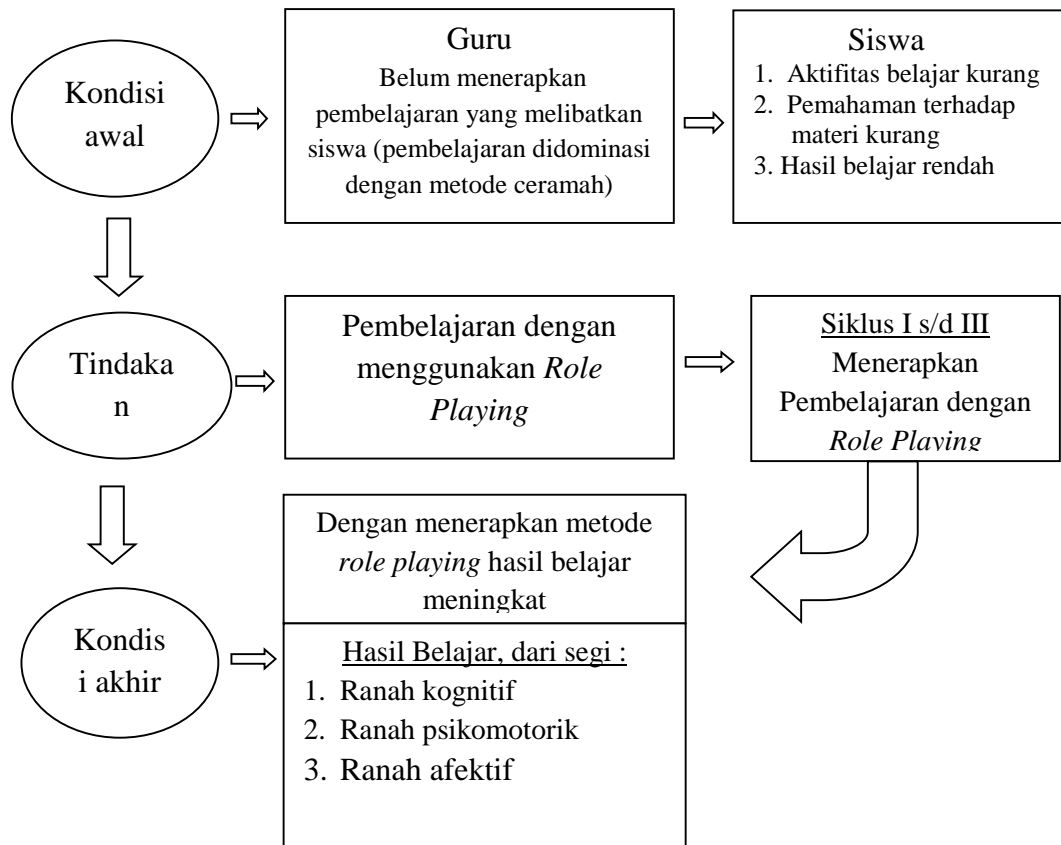 Kondisi
awal
Guru
Belum menerapkan
pembelajaran yang melibatkan
siswa (pembelajaran didominasi
dengan metode ceramah)
Siswa
1. Aktifitas belajar kurang
2. Pemahaman terhadap
materi kurang
3. Hasil belajar rendah
Tindaka
n
Pembelajaran dengan
menggunakan Role
Playing
Siklus I s/d III
Menerapkan
Pembelajaran dengan
Role Playing
Kondis
i akhir
Dengan menerapkan metode
role playing hasil belajar
meningkat
Hasil Belajar, dari segi :
1. Ranah kognitif
2. Ranah psikomotorik
3. Ranah afektif